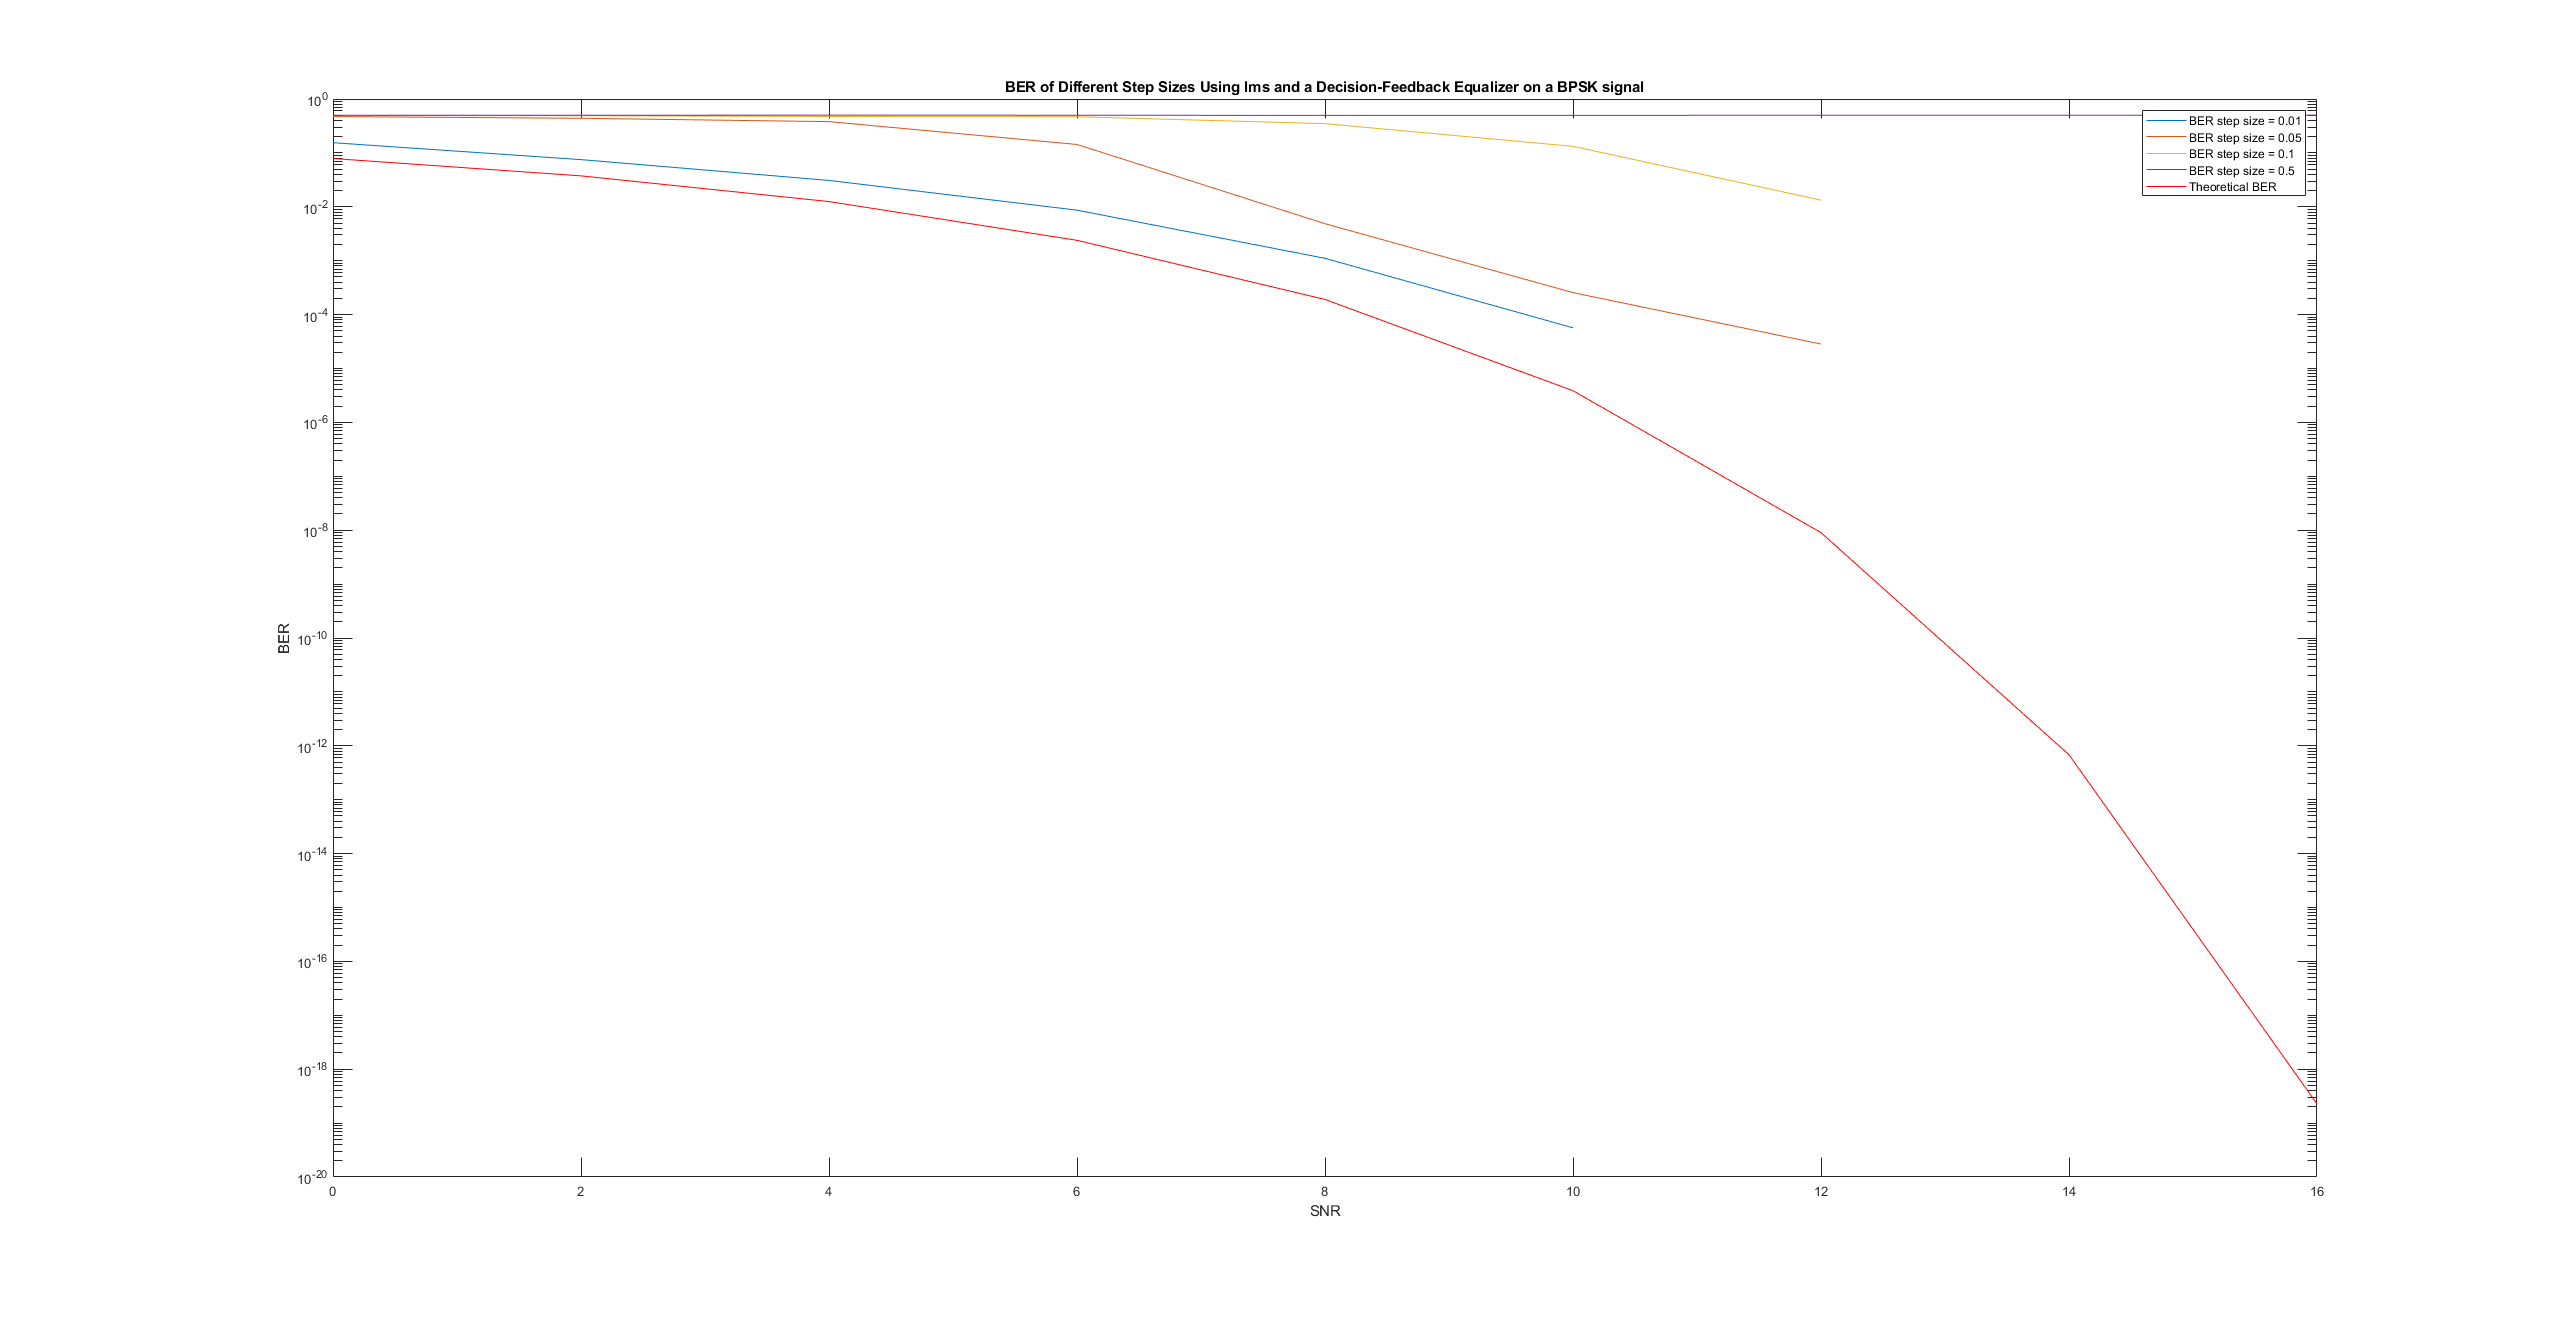 BER of Different Step Sizes Using lms and a Decision-Feedback Equalizer on a BPSK signal
BER step size = 0.01
BER step size = 0.05
BER step size = 0.1
BER step size = 0.5
Theoretical BER
10^0
10^-2
10^-4
10^-6
10^-8
10^-10
10^-12
10^-14
10^-16
10^-18
10^-20
BER
0 2 4 6 8 10 12 14 16
SNR